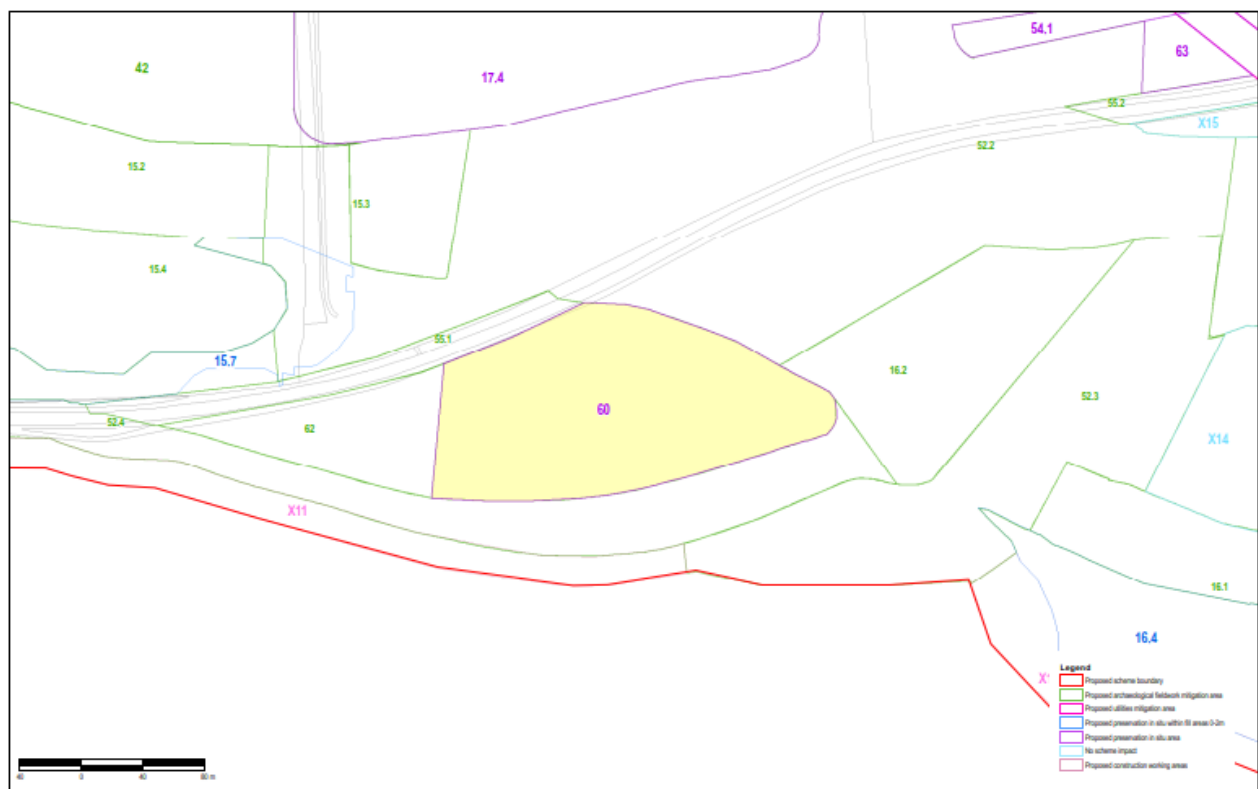 54.1
42
63
17.4
55.2
X15
52.2
15.2
15.3
15.4
55.1
15.7
16.2
52.3
60
52.4
62
X14
X11
16.1
16.4
Legend
Proposed scheme boundary
Proposed archaeological fieldwork mitigation area
Proposed utilities mitigation area
Proposed preservation in situ within fill areas 0-2m
Proposed preservation in situ area
No scheme impact
Proposed construction working areas
40 0 40 80 m